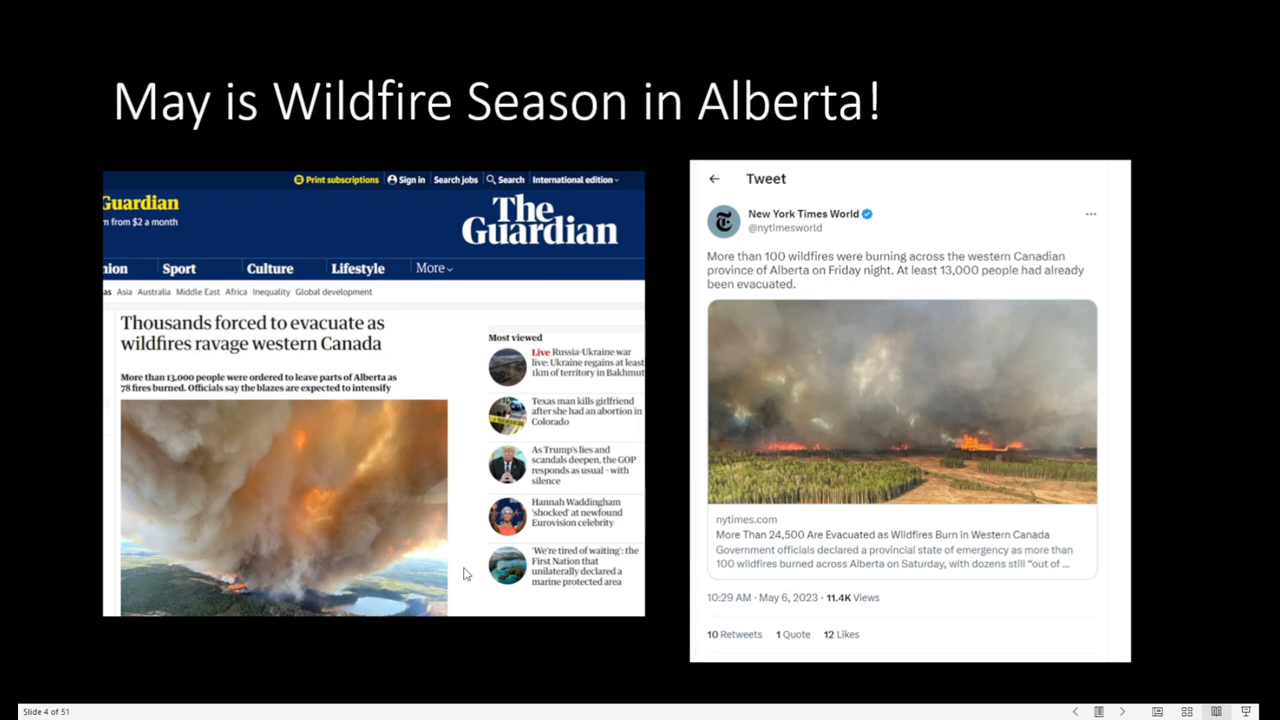 May is Wildfire Season in Alberta!
Print subscriptions
Sign in
Search jobs
Search
International edition
Guardian
from $2 a month
The
Guardian
Sport
Culture
Lifestyle
More
Asia Australia Middle East Africa Inequality Global development
Thousands forced to evacuate as
wildfires ravage western Canada
More than 13,000 people were ordered to leave parts of Alberta as
78 fires burned. Officials say the blazes are expected to intensify
Most viewed
Live Russia-Ukraine war
live: Ukraine regains at least
1km of territory in Bakhmut
Texas man kills girlfriend
after she had an abortion in
Colorado
As Trump's lies and
scandals deepen, the GOP
responds as usual - with
silence
Hannah Waddingham
'shocked' at newfound
Eurovision celebrity
'We're tired of waiting': the
First Nation that
unilaterally declared a
marine protected area
Tweet
New York Times World
@nytimesworld
More than 100 wildfires were burning across the western Canadian
province of Alberta on Friday night. At least 13,000 people had already
been evacuated.
nytimes.com
More Than 24,500 Are Evacuated as Wildfires Burn in Western Canada
Government officials declared a provincial state of emergency as more than
100 wildfires burned across Alberta on Saturday, with dozens still "out of ...
10:29 AM · May 6, 2023 · 11.4K Views
10 Retweets 1 Quote 12 Likes
Slide 4 of 51